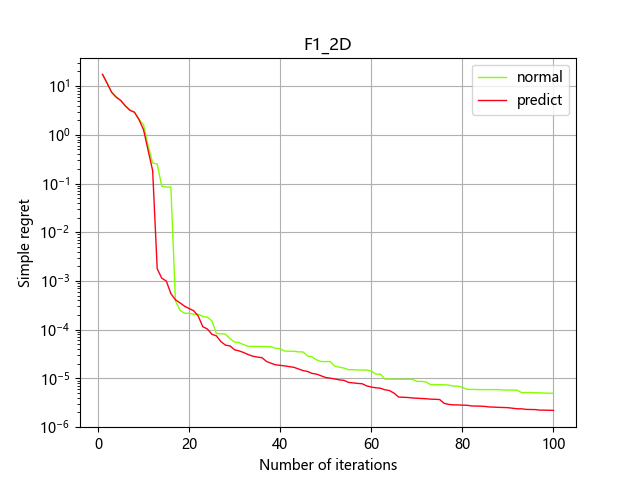 F1_2D
normal
predict
Simple regret
10¹
10⁰
10⁻¹
10⁻²
10⁻³
10⁻⁴
10⁻⁵
10⁻⁶
0 20 40 60 80 100
Number of iterations